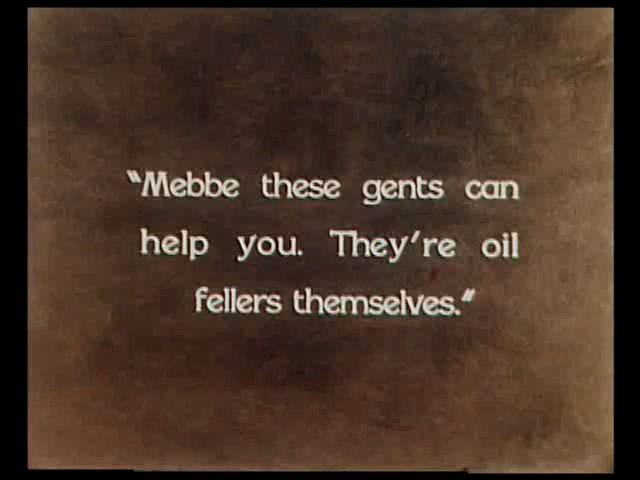 "Mebbe these gents can
help you. They're oil
fellers themselves."